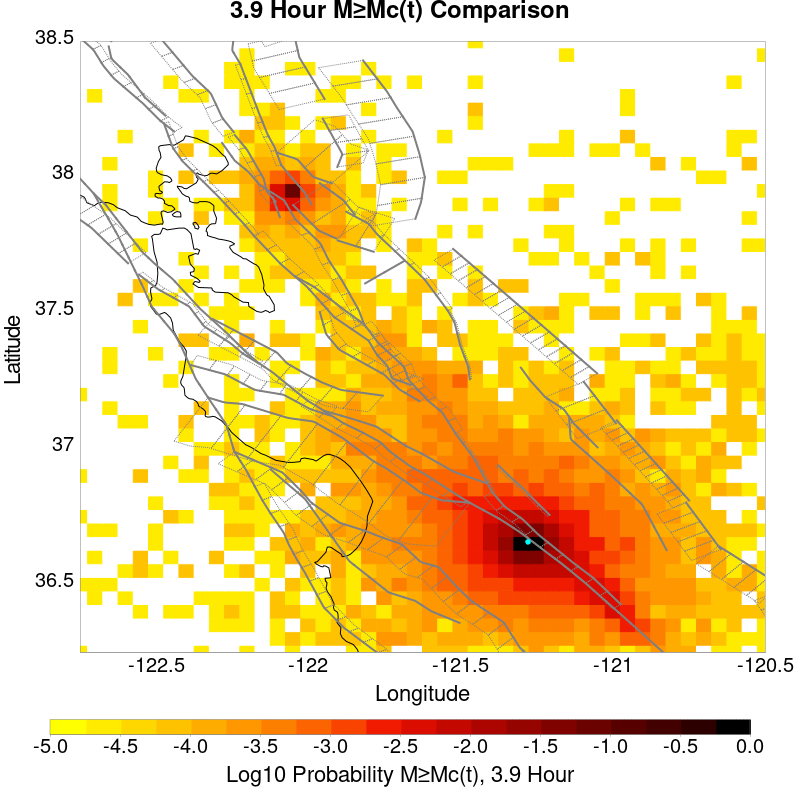 3.9 Hour M≥Mc(t) Comparison
38.5
38
37.5
37
36.5
Latitude
-122.5 -122 -121.5 -121 -120.5
Longitude
-5.0 -4.5 -4.0 -3.5 -3.0 -2.5 -2.0 -1.5 -1.0 -0.5 0.0
Log10 Probability M≥Mc(t), 3.9 Hour